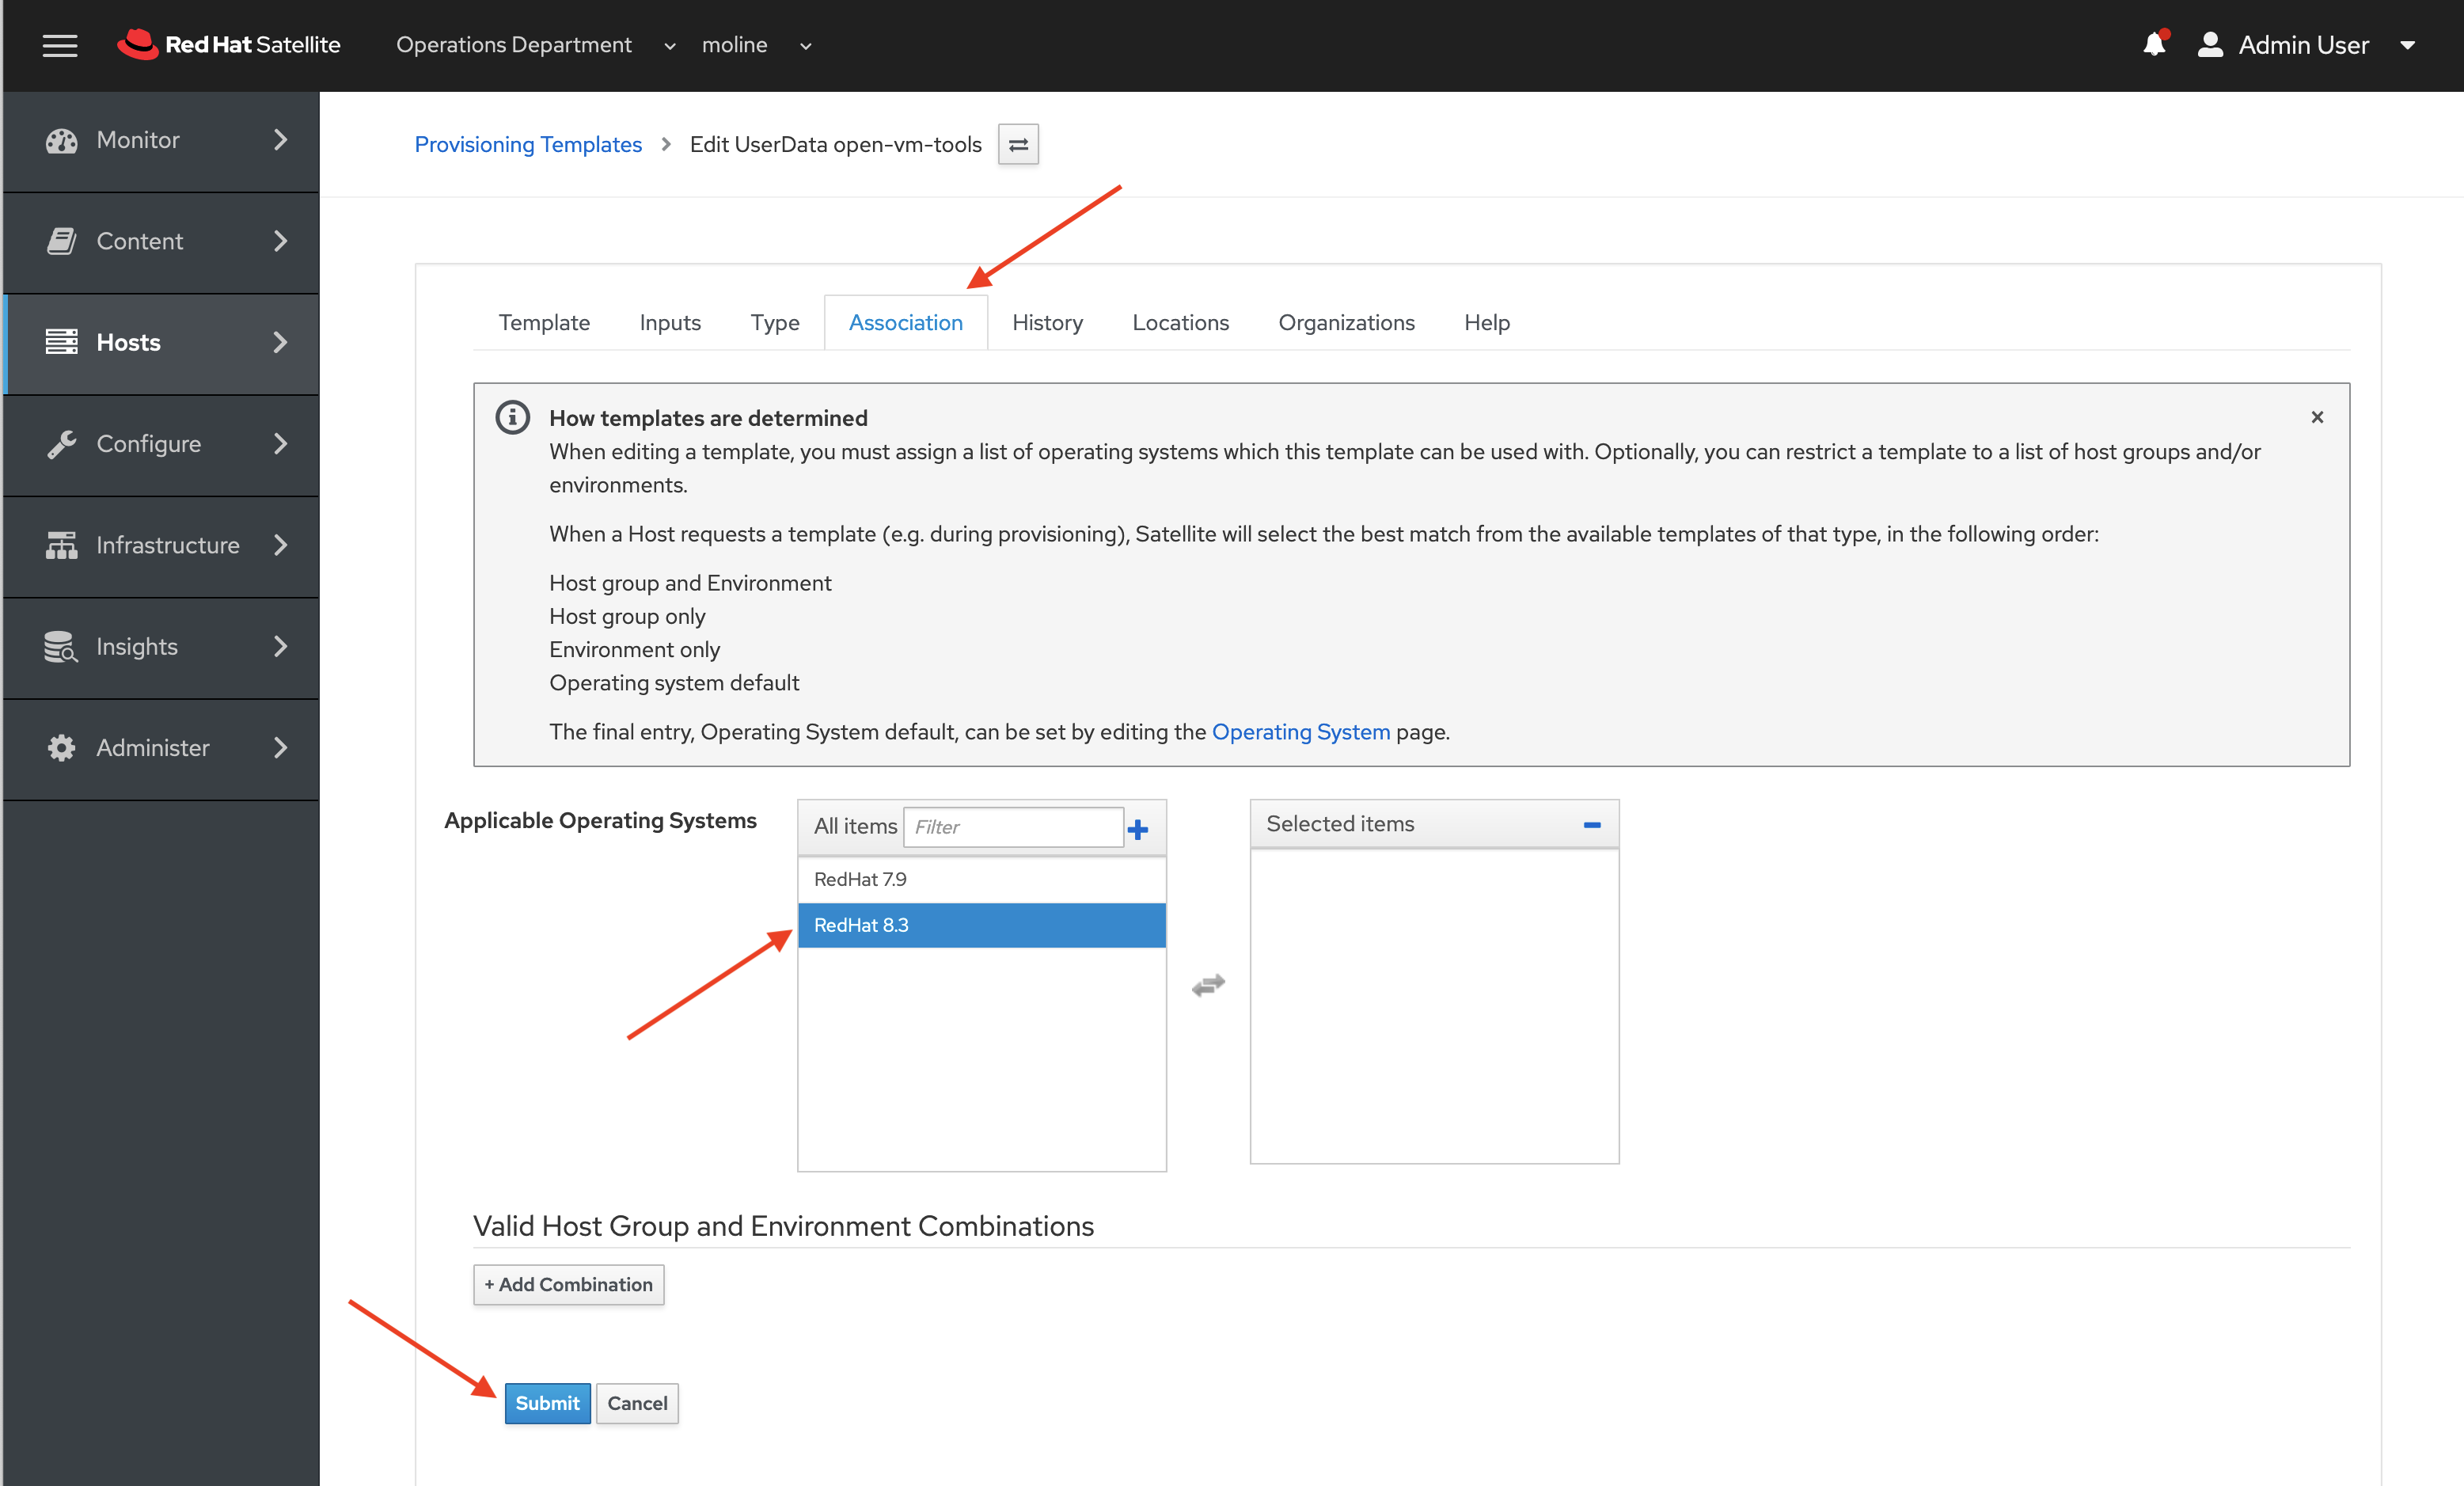 Red Hat Satellite
Operations Department
moline
Admin User
Monitor
Content
Hosts
Configure
Infrastructure
Insights
Administer
Provisioning Templates > Edit UserData open-vm-tools
Template
Inputs
Type
Association
History
Locations
Organizations
Help
How templates are determined
When editing a template, you must assign a list of operating systems which this template can be used with. Optionally, you can restrict a template to a list of host groups and/or
environments.
When a Host requests a template (e.g. during provisioning), Satellite will select the best match from the available templates of that type, in the following order:
Host group and Environment
Host group only
Environment only
Operating system default
The final entry, Operating System default, can be set by editing the Operating System page.
Applicable Operating Systems
All items
Filter
RedHat 7.9
RedHat 8.3
Selected items
Valid Host Group and Environment Combinations
+ Add Combination
Submit
Cancel